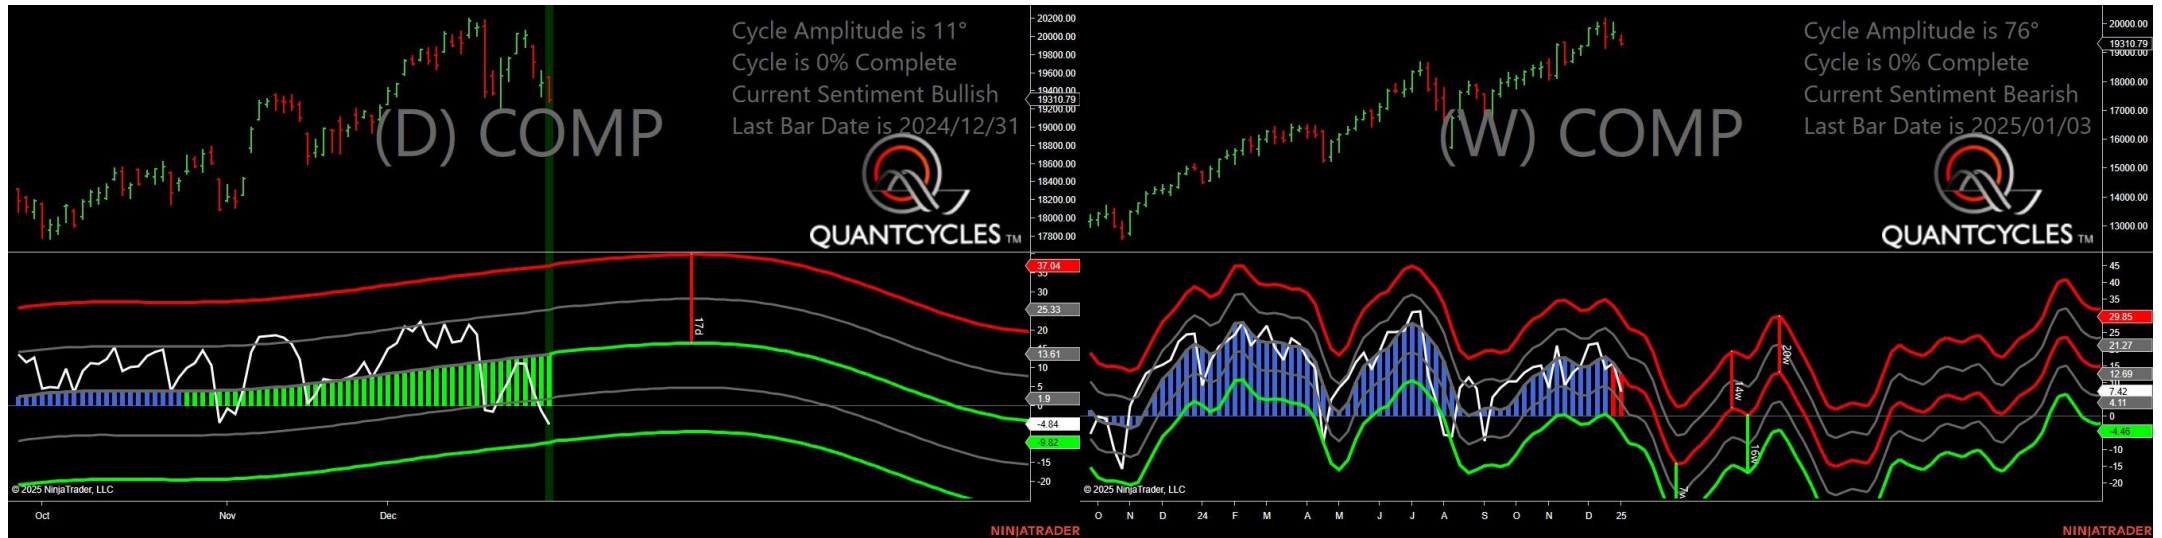 Cycle Amplitude is 11°
Cycle is 0% Complete
Current Sentiment Bullish
Last Bar Date is 2024/12/31
(D) COMP
QUANTCYCLES TM
20200.00
20000.00
19800.00
19600.00
19400.00
19310.79
19200.00
19000.00
18800.00
18600.00
18400.00
18200.00
18000.00
17800.00
37.04
35
30
25.33
20
13.61
10
5
1.9
0
-4.84
-9.82
-15
-20
17d
© 2025 NinjaTrader, LLC
Oct Nov Dec
NINJATRADER
Cycle Amplitude is 76°
Cycle is 0% Complete
Current Sentiment Bearish
Last Bar Date is 2025/01/03
(W) COMP
QUANTCYCLES TM
20000.00
19310.79
19000.00
18000.00
17000.00
16000.00
15000.00
14000.00
13000.00
45
40
35
29.85
25
21.27
12.69
7.42
4.11
0
-4.46
-10
-15
-20
14w
20w
16w
7w
© 2025 NinjaTrader, LLC
O N D 24 F M A M J J A S O N D 25
NINJATRADER